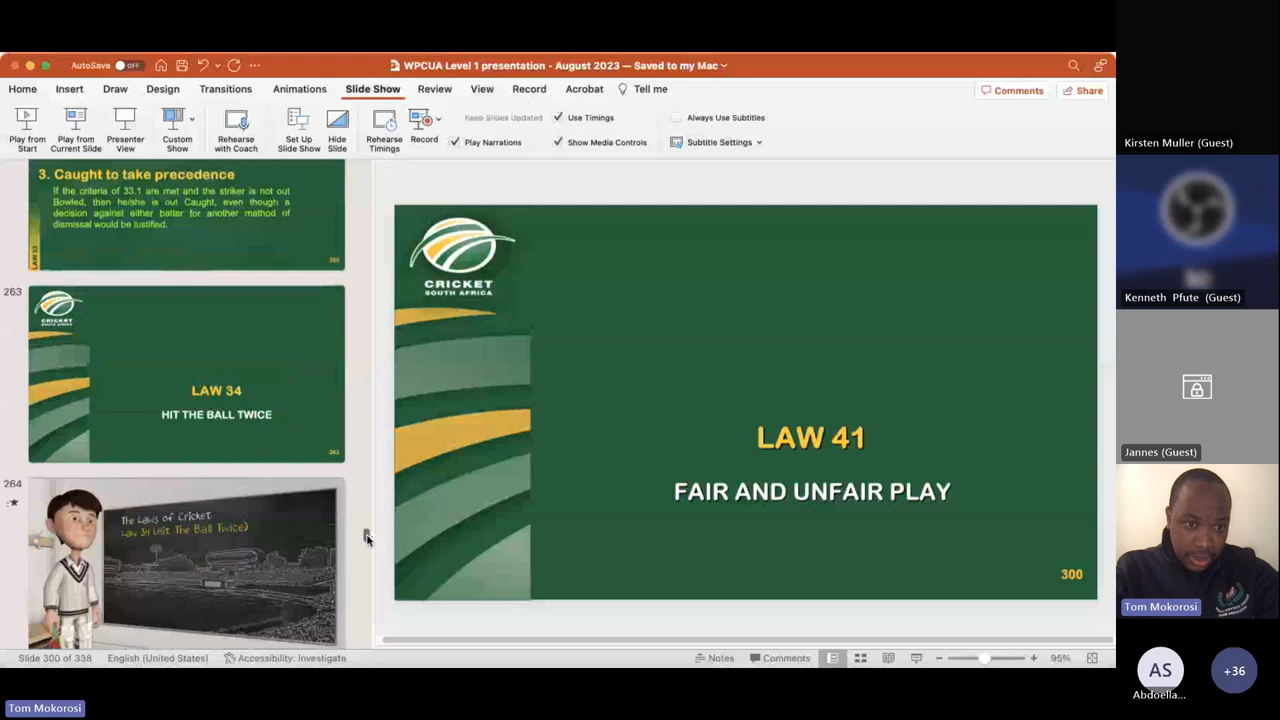 AutoSave OFF
WPCUA Level 1 presentation - August 2023 — Saved to my Mac
Home Insert Draw Design Transitions Animations Slide Show Review View Record Acrobat Tell me
Comments Share
Play from Start
Play from Current Slide
Presenter View
Custom Show
Rehearse with Coach
Set Up Slide Show
Hide Slide
Rehearse Timings
Record
Keep Slides Updated
Use Timings
Always Use Subtitles
Play Narrations
Show Media Controls
Subtitle Settings
3. Caught to take precedence
If the criteria of 33.1 are met and the striker is not out
Bowled, then he/she is out Caught, even though a
decision against either batter for another method of
dismissal would be justified.
LAW 33
262
263
CRICKET
SOUTH AFRICA
LAW 34
HIT THE BALL TWICE
263
264
The Laws of Cricket
Law 34 (Hit The Ball Twice)
CRICKET
SOUTH AFRICA
LAW 41
FAIR AND UNFAIR PLAY
300
Slide 300 of 338 English (United States) Accessibility: Investigate
Notes Comments 95%
Kirsten Muller (Guest)
Kenneth Pfute (Guest)
Jannes (Guest)
Tom Mokorosi
AS
Abdoella...
+36
Tom Mokorosi